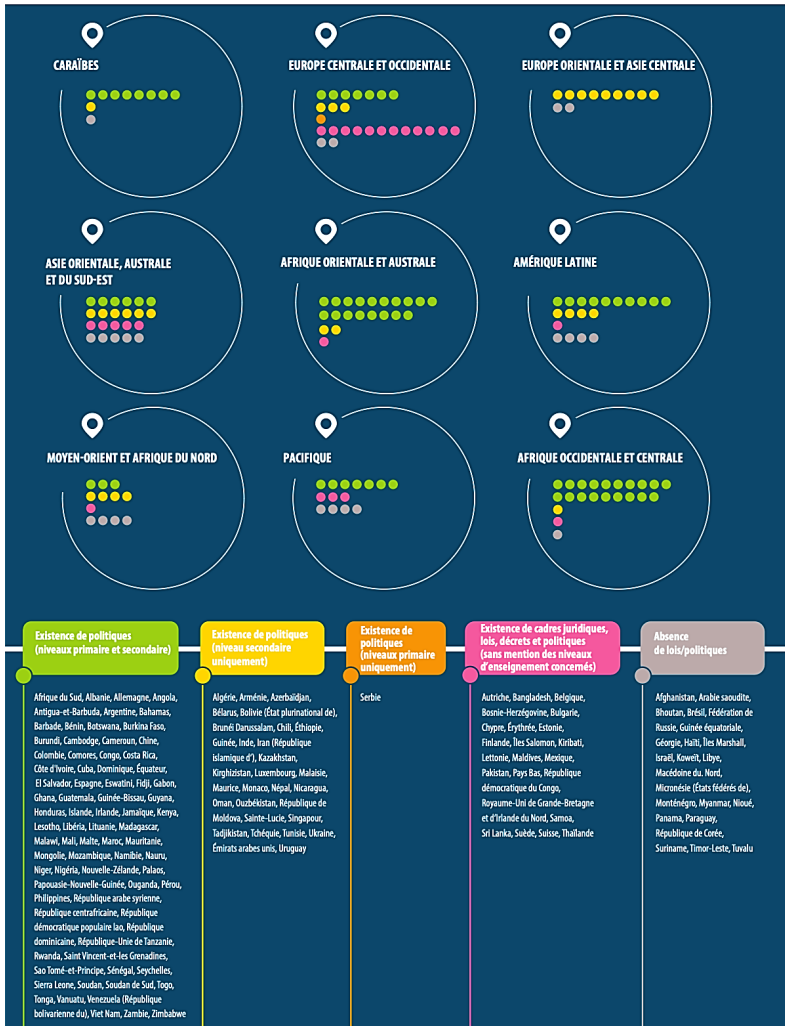 CARAÏBES
EUROPE CENTRALE ET OCCIDENTALE
EUROPE ORIENTALE ET ASIE CENTRALE
ASIE ORIENTALE, AUSTRALE
ET DU SUD-EST
AFRIQUE ORIENTALE ET AUSTRALE
AMÉRIQUE LATINE
MOYEN-ORIENT ET AFRIQUE DU NORD
PACIFIQUE
AFRIQUE OCCIDENTALE ET CENTRALE
Existence de politiques
(niveaux primaire et secondaire)
Afrique du Sud, Albanie, Allemagne, Angola,
Antigua-et-Barbuda, Argentine, Bahamas,
Barbade, Bénin, Botswana, Burkina Faso,
Burundi, Cambodge, Cameroun, Chine,
Colombie, Comores, Congo, Costa Rica,
Côte d'Ivoire, Cuba, Dominique, Équateur,
El Salvador, Espagne, Eswatini, Fidji, Gabon,
Ghana, Guatemala, Guinée-Bissau, Guyana,
Honduras, Islande, Irlande, Jamaïque, Kenya,
Lesotho, Libéria, Lituanie, Madagascar,
Malawi, Mali, Malte, Maroc, Mauritanie,
Mongolie, Mozambique, Namibie, Nauru,
Niger, Nigéria, Nouvelle-Zélande, Palaos,
Papouasie-Nouvelle-Guinée, Ouganda, Pérou,
Philippines, République arabe syrienne,
République centrafricaine, République
démocratique populaire lao, République
dominicaine, République-Unie de Tanzanie,
Rwanda, Saint Vincent-et-les Grenadines,
Sao Tomé-et-Principe, Sénégal, Seychelles,
Sierra Leone, Soudan, Soudan de Sud, Togo,
Tonga, Vanuatu, Venezuela (République
bolivarienne du), Viet Nam, Zambie, Zimbabwe
Existence de politiques
(niveau secondaire
uniquement)
Algérie, Arménie, Azerbaïdjan,
Bélarus, Bolivie (État plurinational de),
Brunéi Darussalam, Chili, Éthiopie,
Guinée, Inde, Iran (République
islamique d'), Kazakhstan,
Kirghizistan, Luxembourg, Malaisie,
Maurice, Monaco, Népal, Nicaragua,
Oman, Ouzbékistan, République de
Moldova, Sainte-Lucie, Singapour,
Tadjikistan, Tchéquie, Tunisie, Ukraine,
Émirats arabes unis, Uruguay
Existence de
politiques
(niveaux primaire
uniquement)
Serbie
Existence de cadres juridiques,
lois, décrets et politiques
(sans mention des niveaux
d'enseignement concernés)
Autriche, Bangladesh, Belgique,
Bosnie-Herzégovine, Bulgarie,
Chypre, Érythrée, Estonie,
Finlande, Îles Salomon, Kiribati,
Lettonie, Maldives, Mexique,
Pakistan, Pays Bas, République
démocratique du Congo,
Royaume-Uni de Grande-Bretagne
et d'Irlande du Nord, Samoa,
Sri Lanka, Suède, Suisse, Thaïlande
Absence
de lois/politiques
Afghanistan, Arabie saoudite,
Bhoutan, Brésil, Fédération de
Russie, Guinée équatoriale,
Géorgie, Haïti, Îles Marshall,
Israël, Koweït, Libye,
Macédoine du. Nord,
Micronésie (États fédérés de),
Monténégro, Myanmar, Nioué,
Panama, Paraguay,
République de Corée,
Suriname, Timor-Leste, Tuvalu